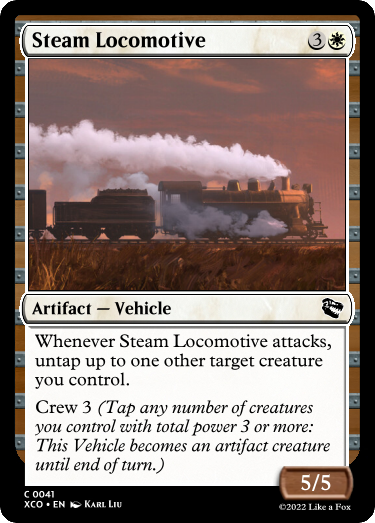 Steam Locomotive 3
Artifact — Vehicle
Whenever Steam Locomotive attacks,
untap up to one other target creature
you control.
Crew 3 (Tap any number of creatures
you control with total power 3 or more:
This Vehicle becomes an artifact creature
until end of turn.)
5/5
C 0041
XCO • EN Karl Liu
©2022 Like a Fox